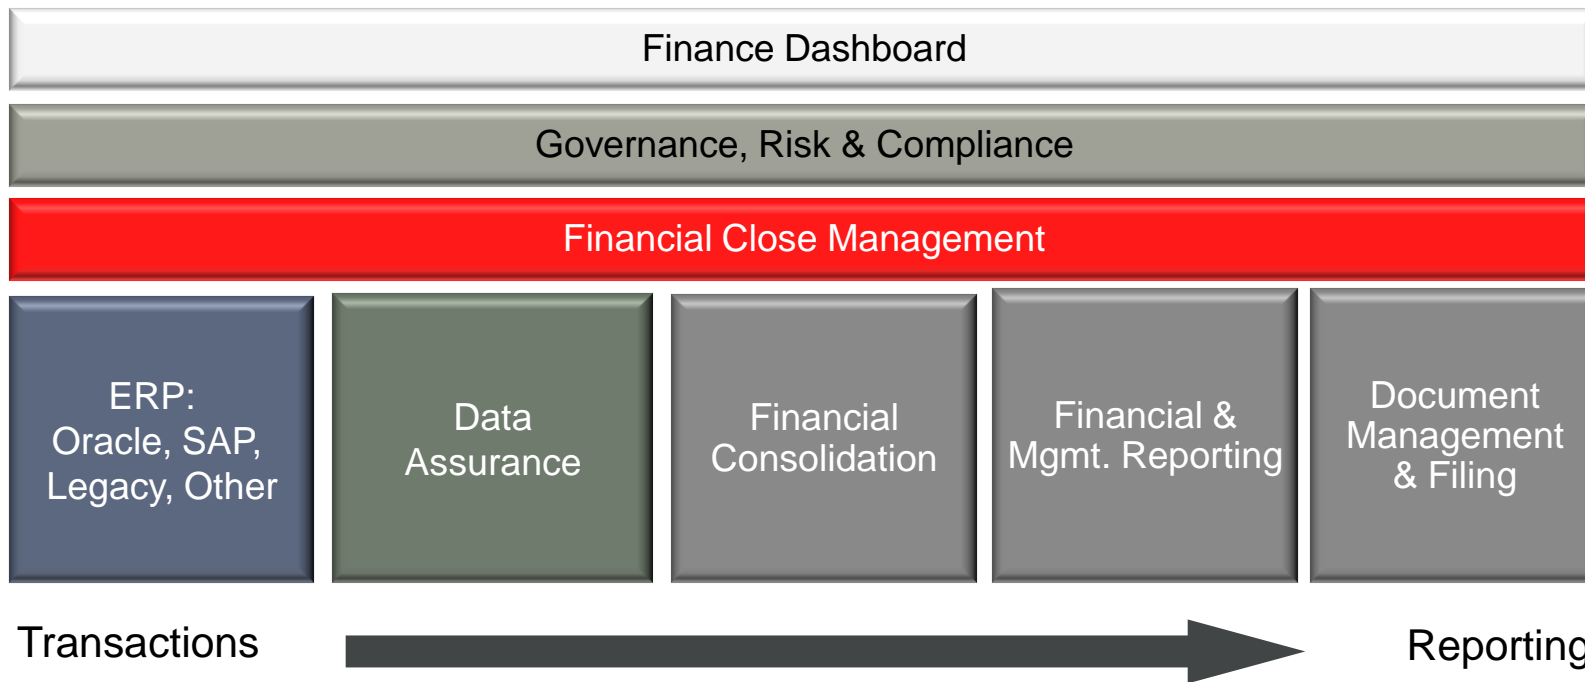 Finance Dashboard
Governance, Risk & Compliance
Financial Close Management
ERP:
Oracle, SAP,
Legacy, Other
Data
Assurance
Financial
Consolidation
Financial &
Mgmt. Reporting
Document
Management
& Filing
Transactions
Reporting